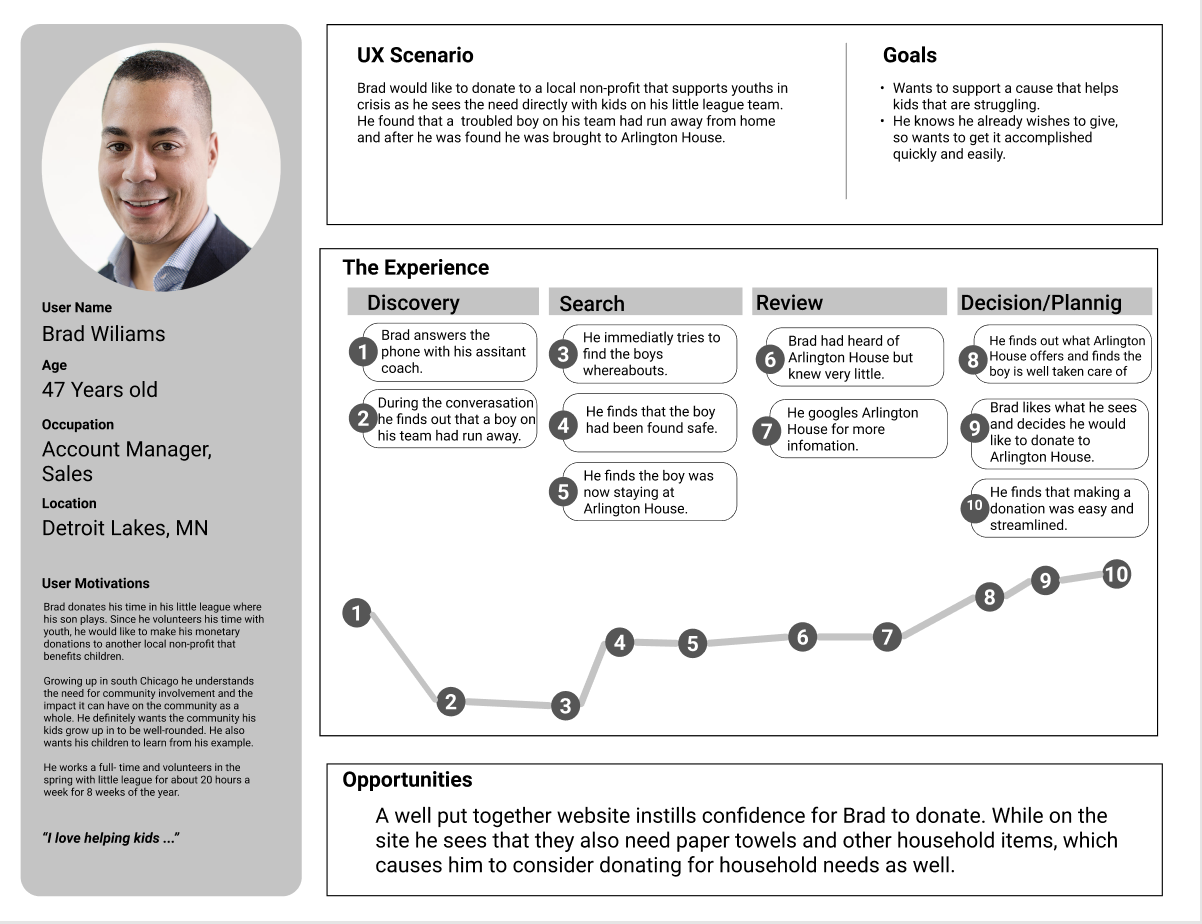 User Name
Brad Wiliams
Age
47 Years old
Occupation
Account Manager,
Sales
Location
Detroit Lakes, MN
User Motivations
Brad donates his time in his little league where
his son plays. Since he volunteers his time with
youth, he would like to make his monetary
donations to another local non-profit that
benefits children.
Growing up in south Chicago he understands
the need for community involvement and the
impact it can have on the community as a
whole. He definitely wants the community his
kids grow up in to be well-rounded. He also
wants his children to learn from his example.
He works a full- time and volunteers in the
spring with little league for about 20 hours a
week for 8 weeks of the year.
“I love helping kids ...”
UX Scenario
Brad would like to donate to a local non-profit that supports youths in
crisis as he sees the need directly with kids on his little league team.
He found that a  troubled boy on his team had run away from home
and after he was found he was brought to Arlington House.
Goals
• Wants to support a cause that helps
kids that are struggling.
• He knows he already wishes to give,
so wants to get it accomplished
quickly and easily.
The Experience
Discovery
1
Brad answers the
phone with his assitant
coach.
2
During the converasation
he finds out that a boy on
his team had run away.
Search
3
He immediatly tries to
find the boys
whereabouts.
4
He finds that the boy
had been found safe.
5
He finds the boy was
now staying at
Arlington House.
Review
6
Brad had heard of
Arlington House but
knew very little.
7
He googles Arlington
House for more
infomation.
Decision/Plannig
8
He finds out what Arlington
House offers and finds the
boy is well taken care of
9
Brad likes what he sees
and decides he would
like to donate to
Arlington House.
10
He finds that making a
donation was easy and
streamlined.
1
2
3
4
5
6
7
8
9
10
Opportunities
A well put together website instills confidence for Brad to donate. While on the
site he sees that they also need paper towels and other household items, which
causes him to consider donating for household needs as well.